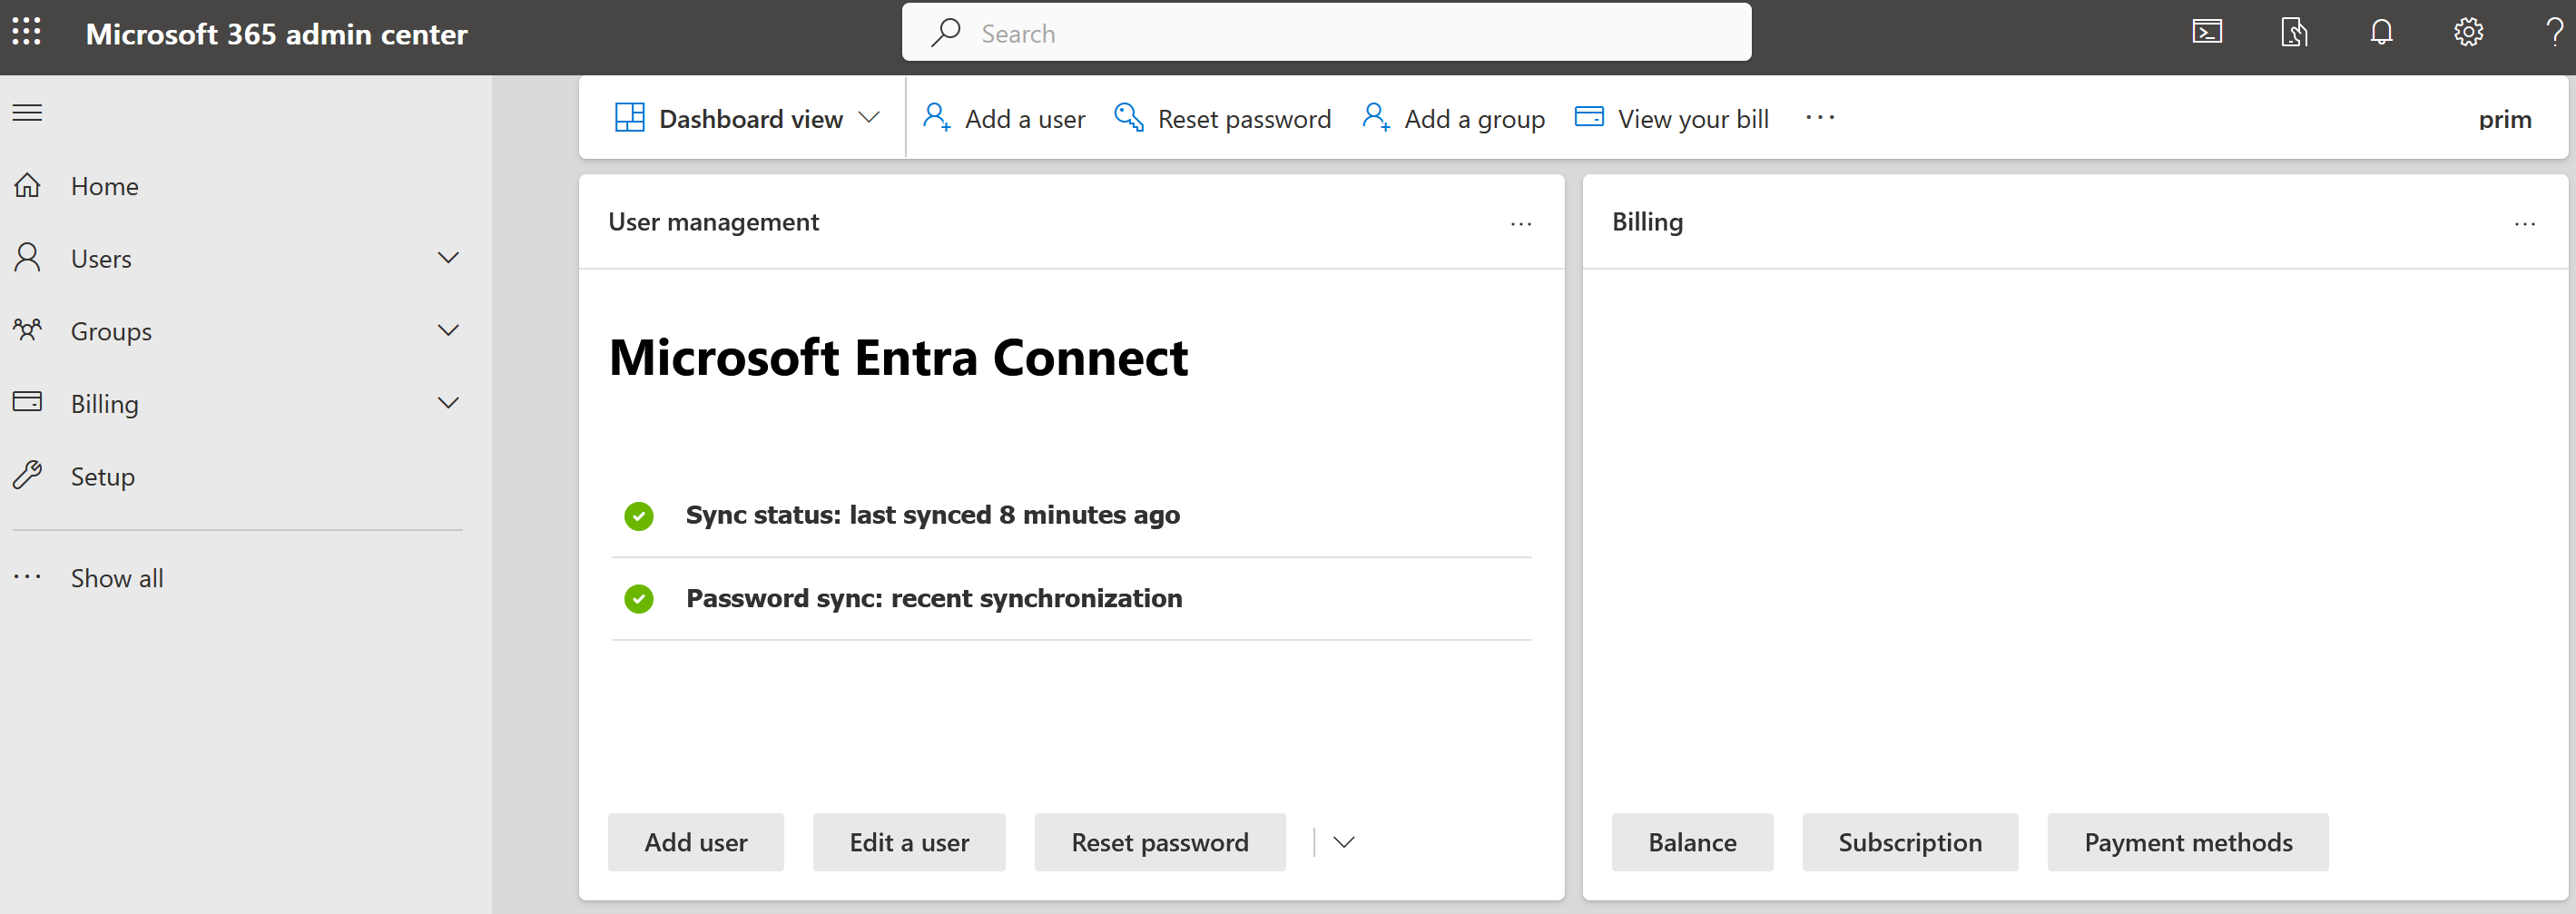 Microsoft 365 admin center
Search
Dashboard view
Add a user
Reset password
Add a group
View your bill
prim
Home
Users
Groups
Billing
Setup
Show all
User management
Microsoft Entra Connect
Sync status: last synced 8 minutes ago
Password sync: recent synchronization
Add user
Edit a user
Reset password
Billing
Balance
Subscription
Payment methods